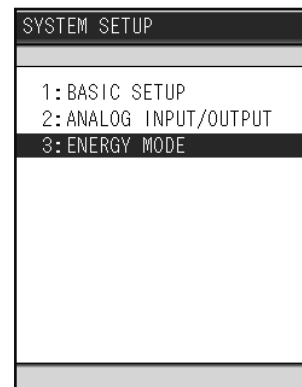 SYSTEM SETUP
1:BASIC SETUP
2:ANALOG INPUT/OUTPUT
3:ENERGY MODE